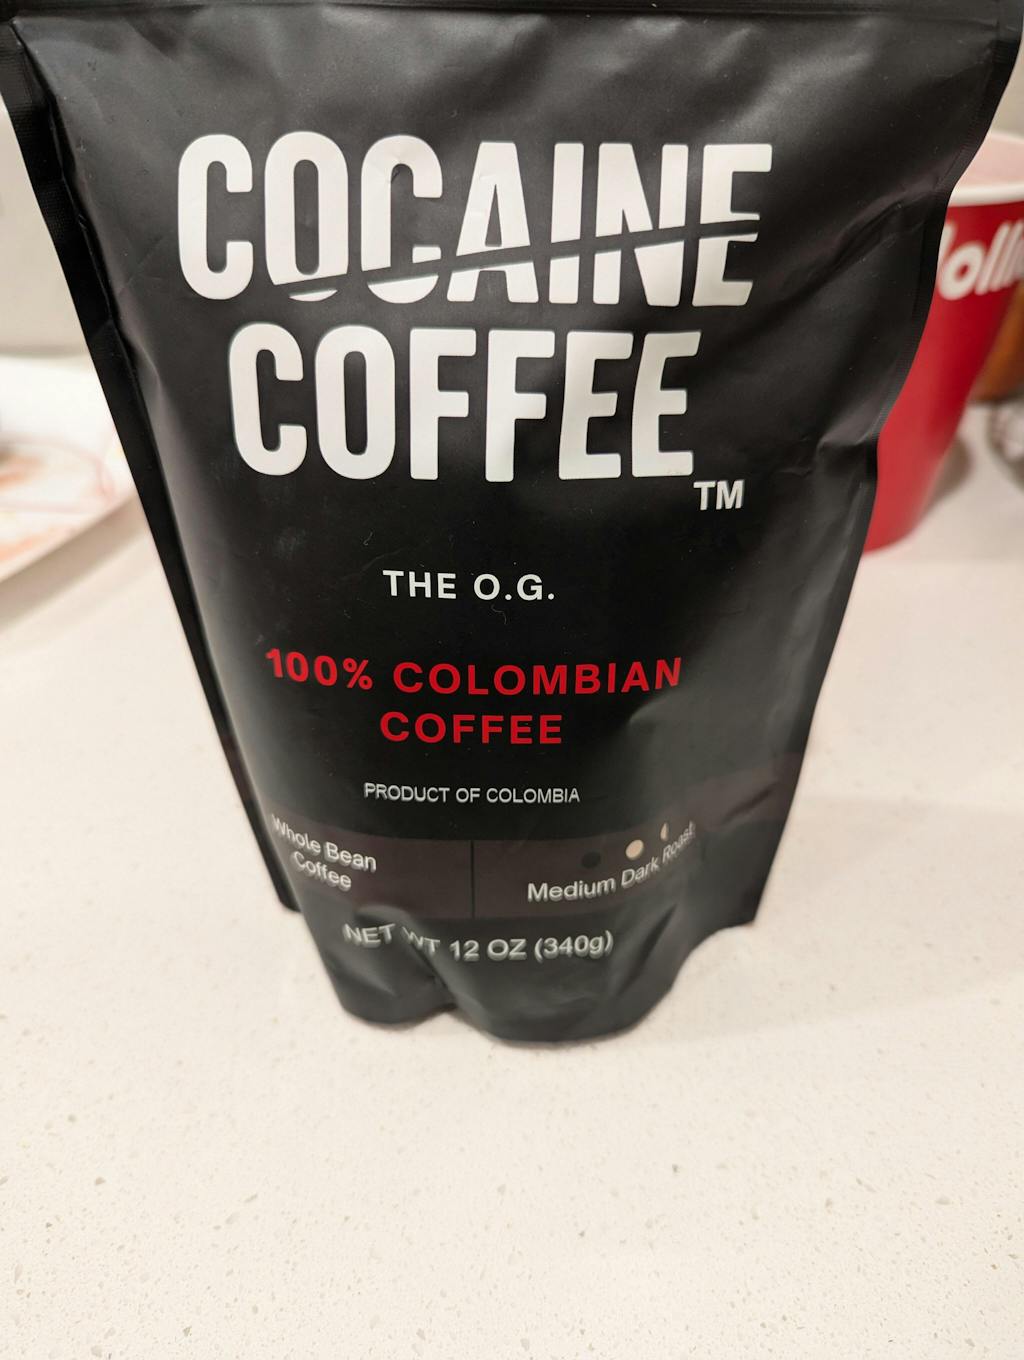 COCAINE
COFFEE
TM
THE O.G.
100% COLOMBIAN
COFFEE
PRODUCT OF COLOMBIA
Whole Bean
Coffee
Medium Dark Roast
NET WT 12 OZ (340g)